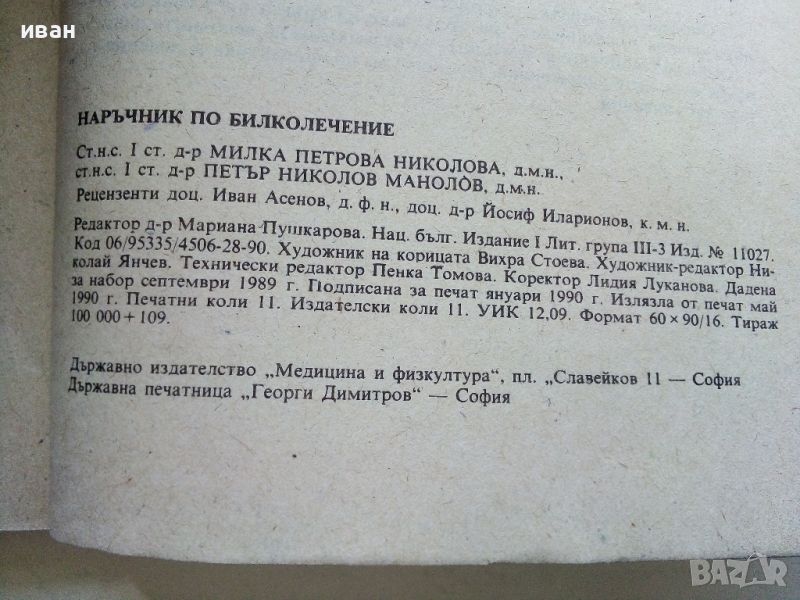 иван
НАРЪЧНИК ПО БИЛКОЛЕЧЕНИЕ
Ст.н.с. I ст. д-р МИЛКА ПЕТРОВА НИКОЛОВА, д.м.н.,
ст.н.с. I ст. д-р ПЕТЪР НИКОЛОВ МАНОЛОВ, д.м.н.
Рецензенти доц. Иван Асенов, д. ф. н., доц. д-р Йосиф Иларионов, к. м. н.
Редактор д-р Мариана Пушкарова. Нац. бълг. Издание I Лит. група III-3 Изд. № 11027.
Код 06/95335/4506-28-90. Художник на корицата Вихра Стоева. Художник-редактор Ни-
колай Янчев. Технически редактор Пенка Томова. Коректор Лидия Луканова. Дадена
за набор септември 1989 г. Подписана за печат януари 1990 г. Излязла от печат май
1990 г. Печатни коли 11. Издателски коли 11. УИК 12,09. Формат 60×90/16. Тираж
100 000+109.
Държавно издателство „Медицина и физкултура“, пл. „Славейков 11 — София
Държавна печатница „Георги Димитров“ — София
BAZAR